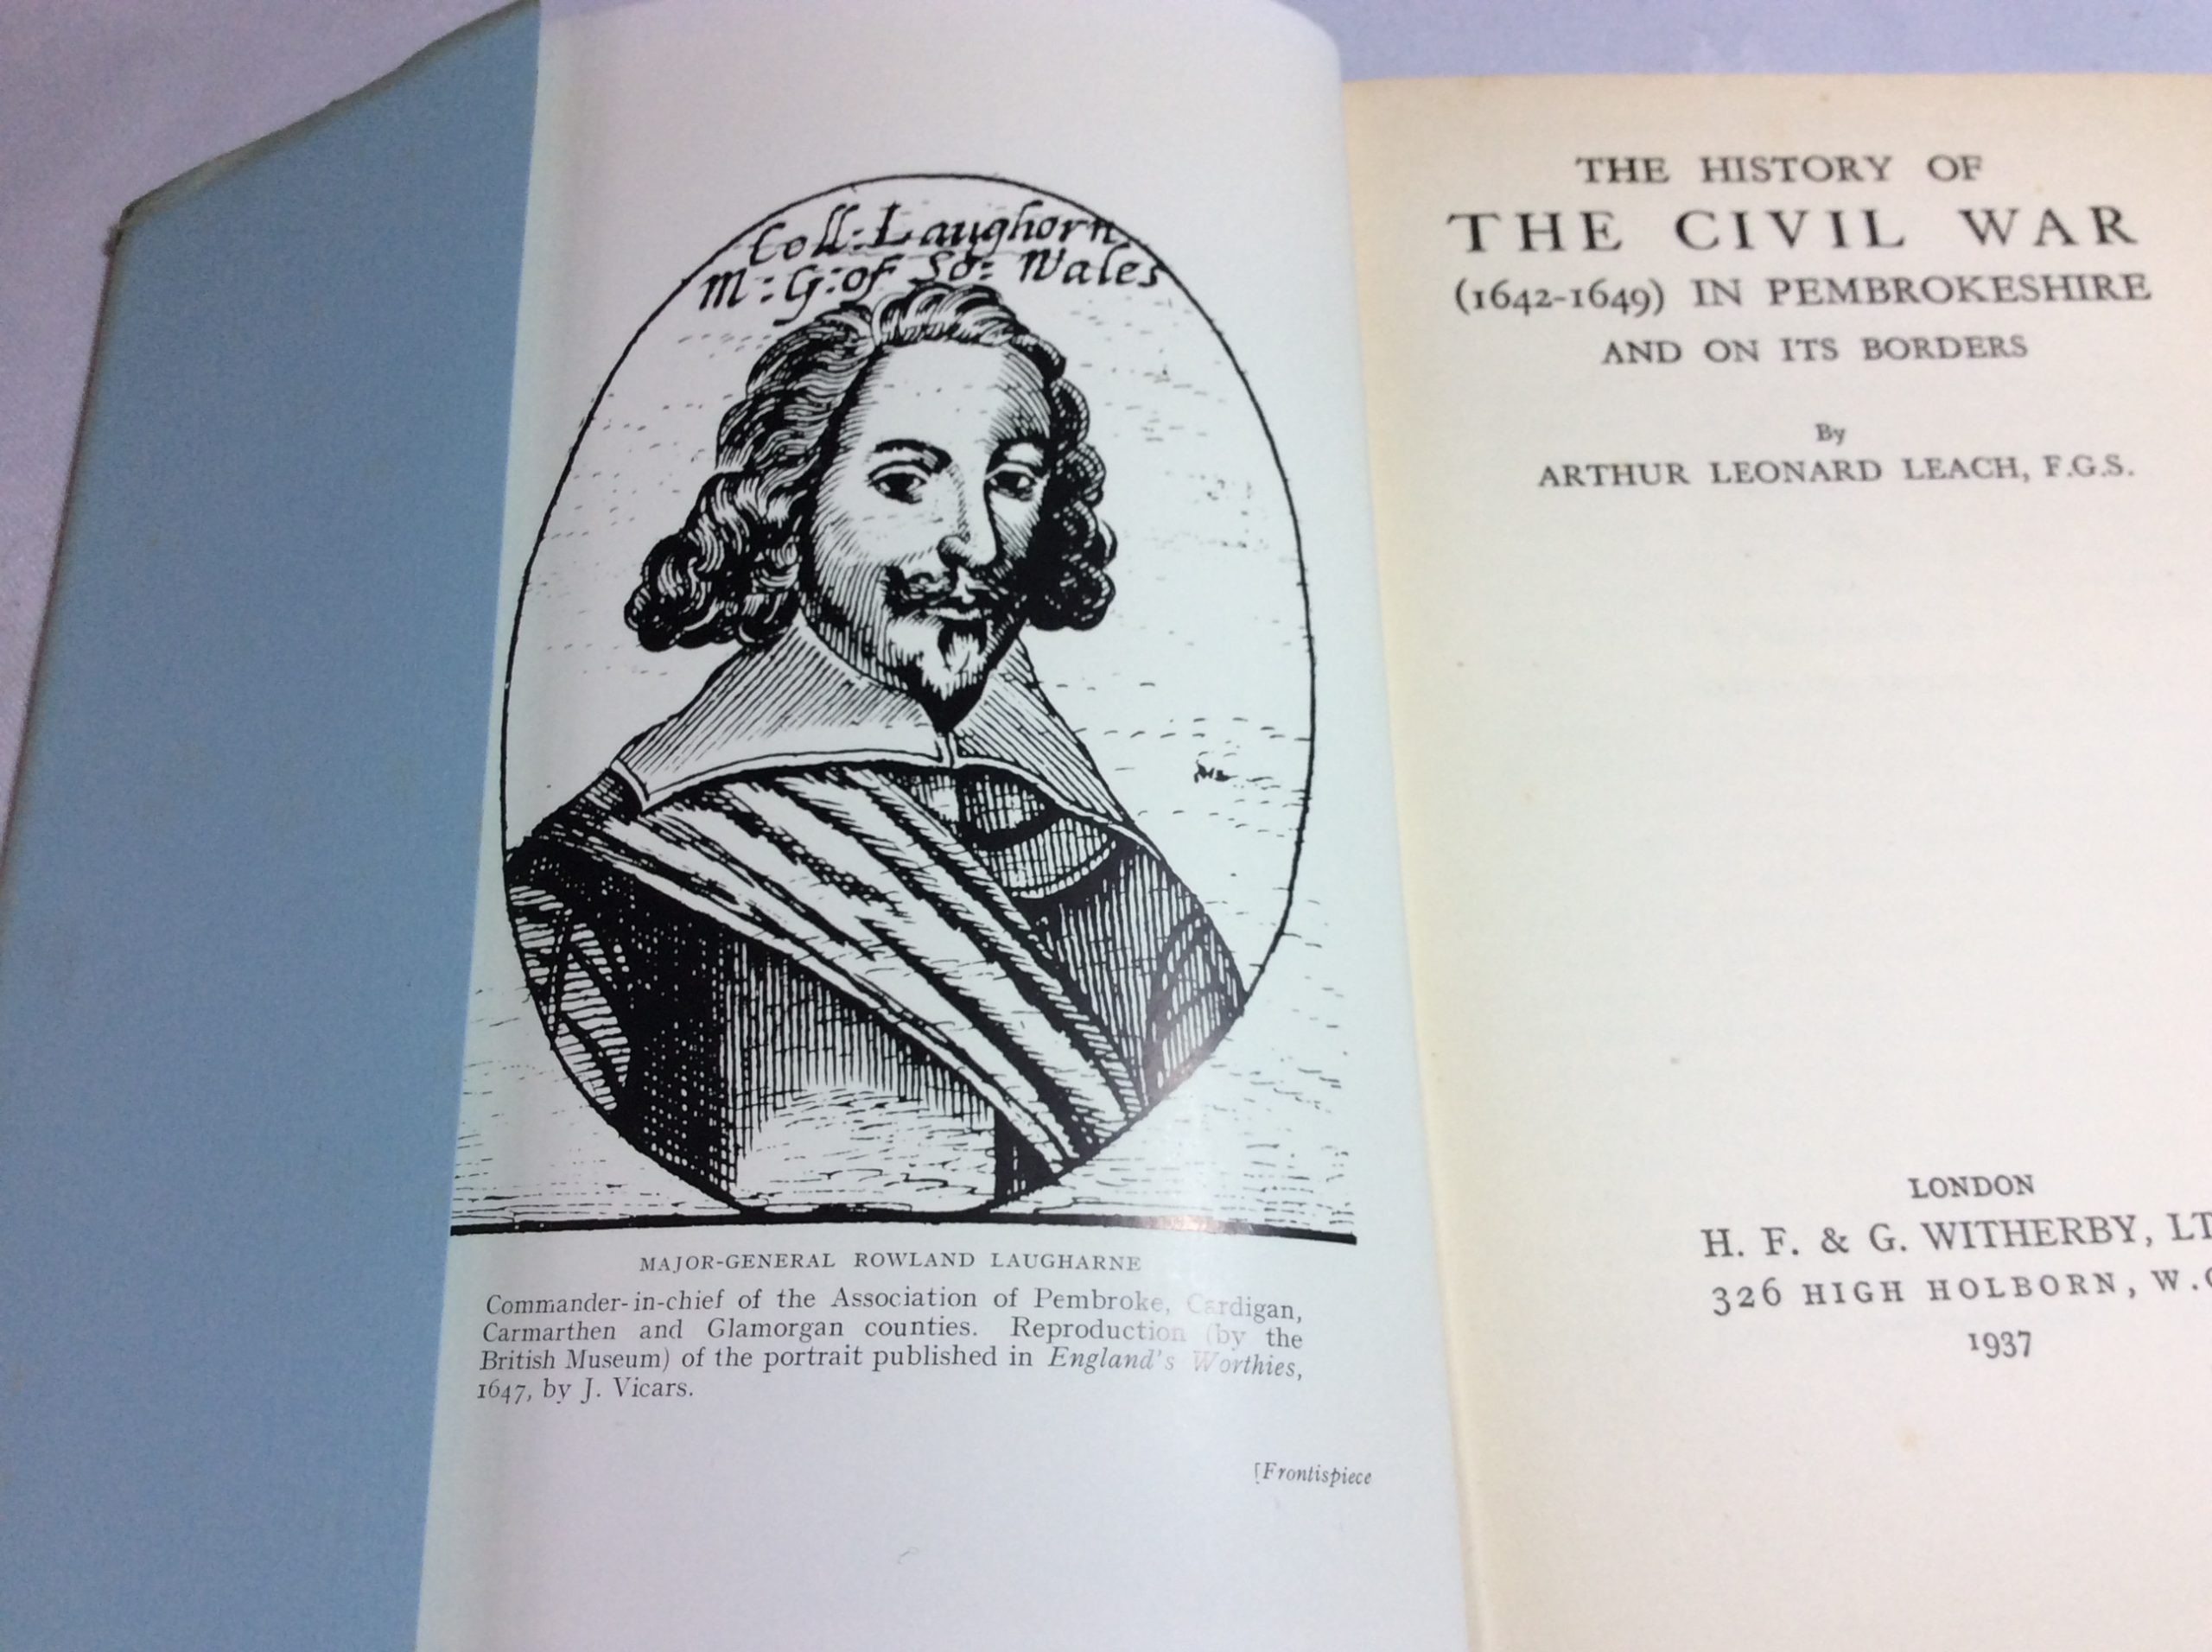 Coll: Laughorn
M: G: of So: Wales
MAJOR-GENERAL ROWLAND LAUGHARNE
Commander-in-chief of the Association of Pembroke, Cardigan,
Carmarthen and Glamorgan counties. Reproduction (by the
British Museum) of the portrait published in England's Worthies,
1647, by J. Vicars.
[Frontispiece
THE HISTORY OF
THE CIVIL WAR
(1642-1649) IN PEMBROKESHIRE
AND ON ITS BORDERS
By
ARTHUR LEONARD LEACH, F.G.S.
LONDON
H. F. & G. WITHERBY, LT
326 HIGH HOLBORN, W.C
1937